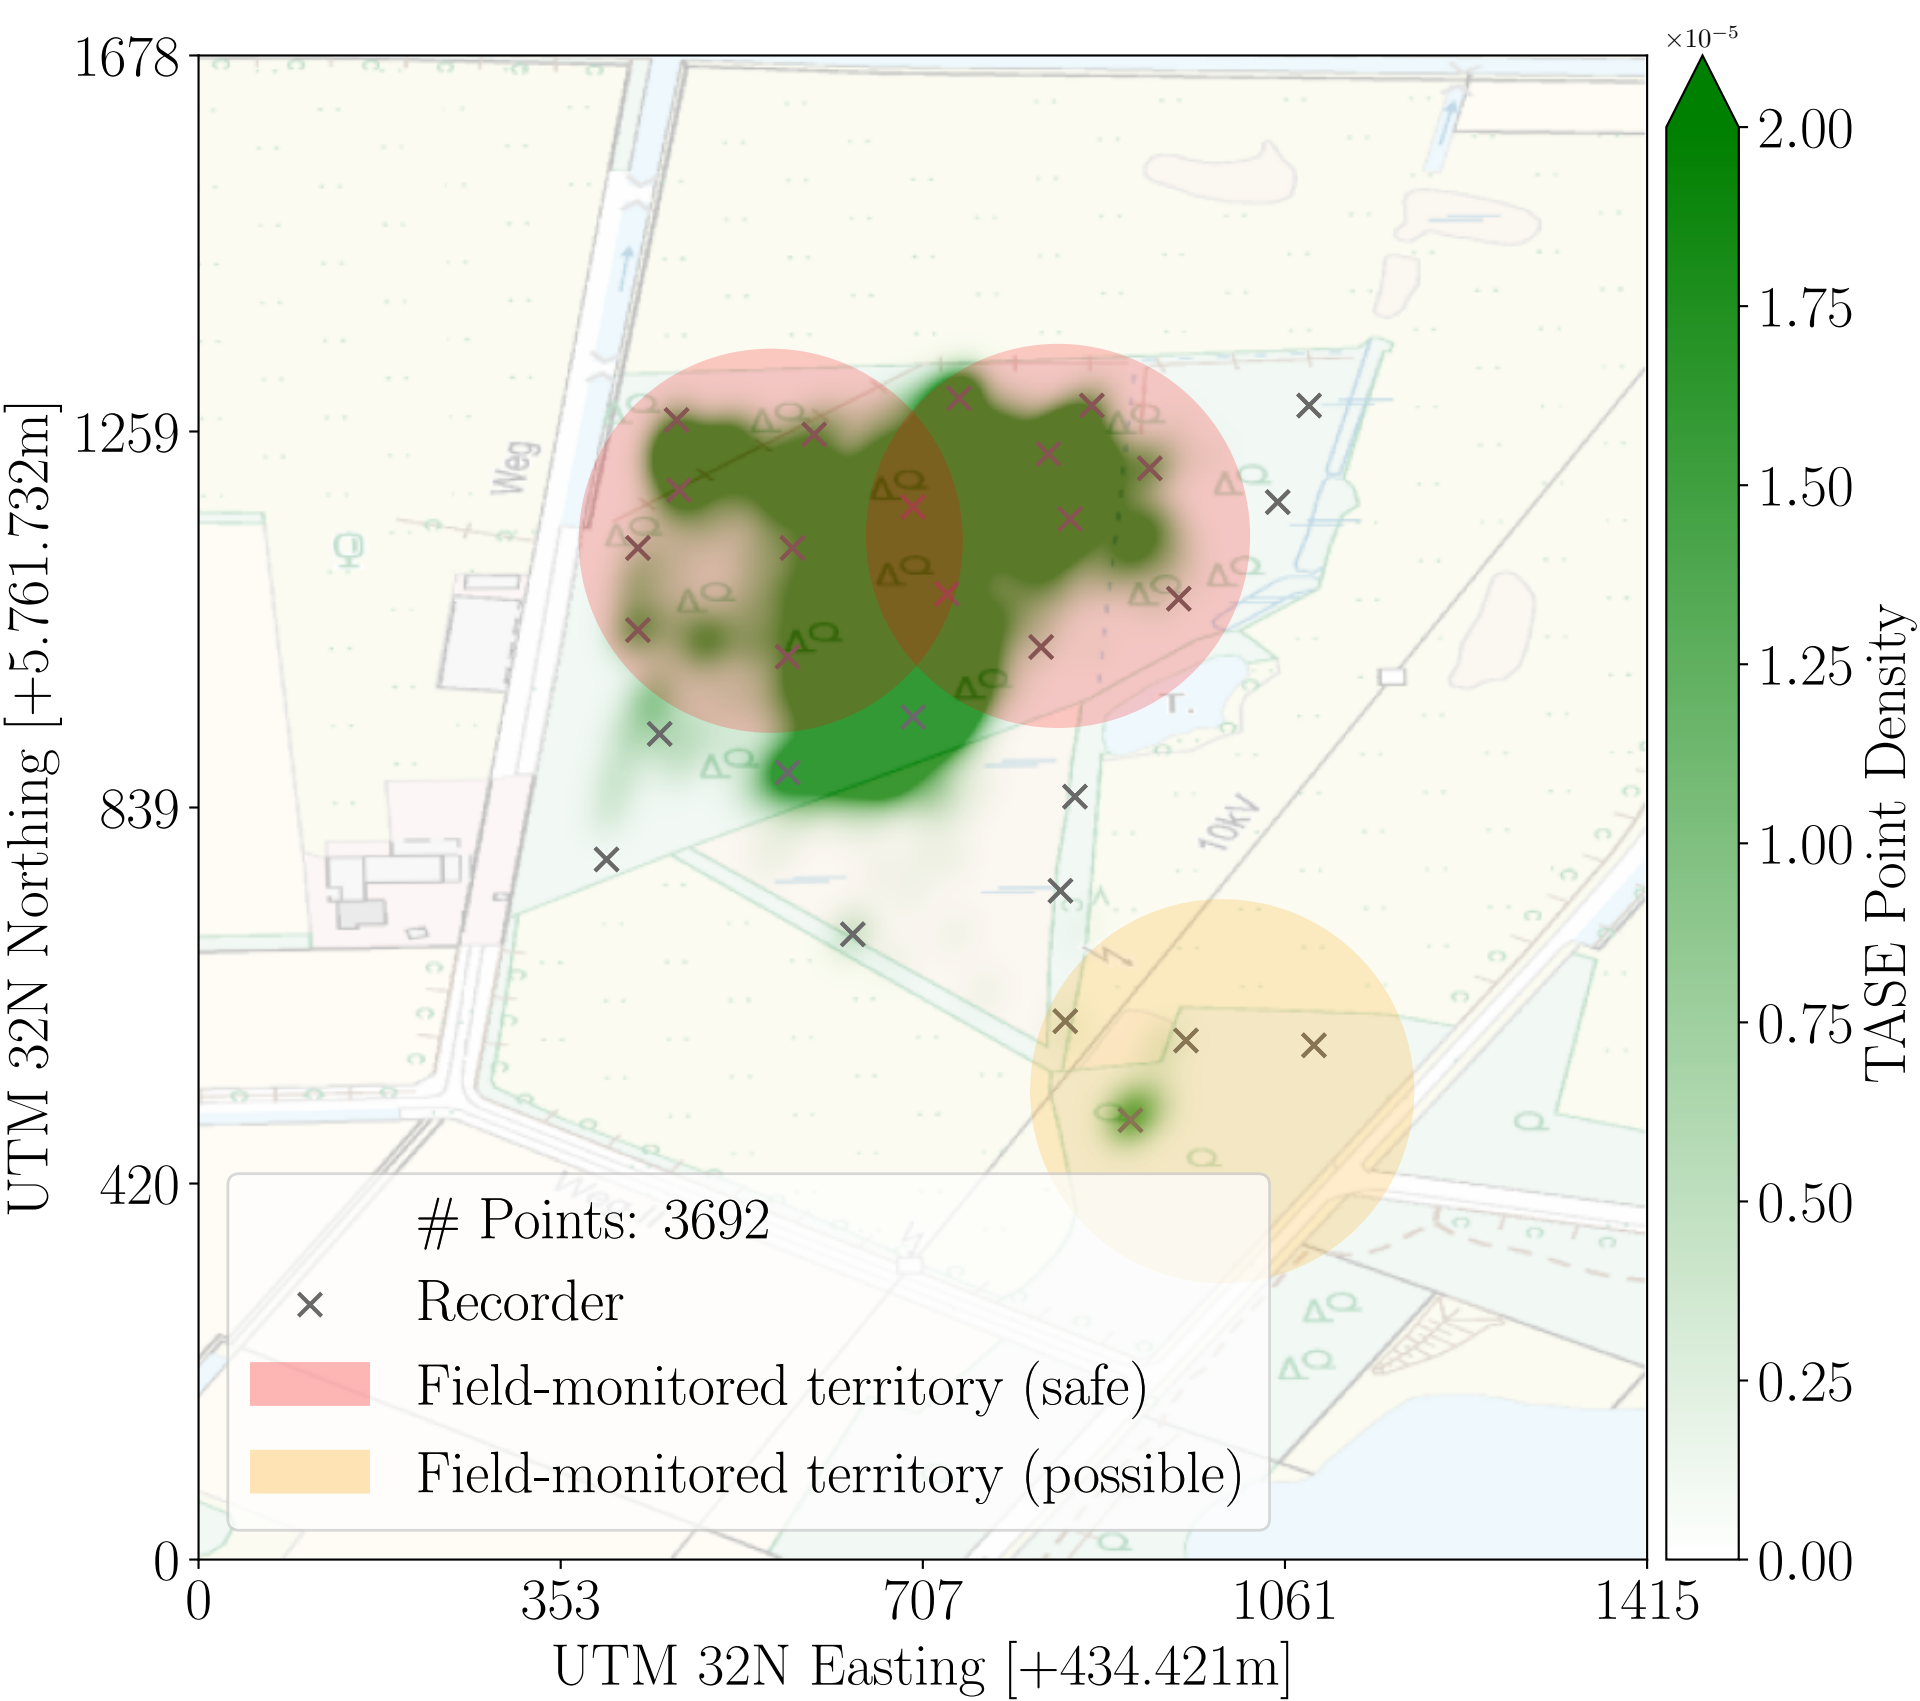 ×10⁻⁵
1678
1259
839
420
0
UTM 32N Northing [+5.761.732m]
Weg
10kV
T.
# Points: 3692
Recorder
Field-monitored territory (safe)
Field-monitored territory (possible)
0
353
707
1061
1415
UTM 32N Easting [+434.421m]
2.00
1.75
1.50
1.25
1.00
0.75
0.50
0.25
0.00
TASE Point Density